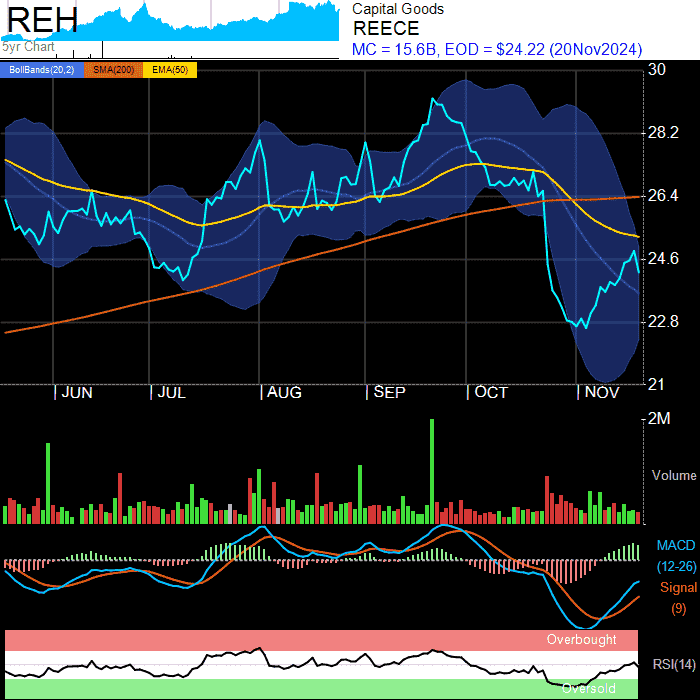 REH
5yr Chart
Capital Goods
REECE
MC = 15.6B, EOD = $24.22 (20Nov2024)
BollBands(20,2) SMA(200) EMA(50)
30
28.2
26.4
24.6
22.8
21
JUN JUL AUG SEP OCT NOV
2M
Volume
MACD
(12-26)
Signal
(9)
Overbought
RSI(14)
Oversold